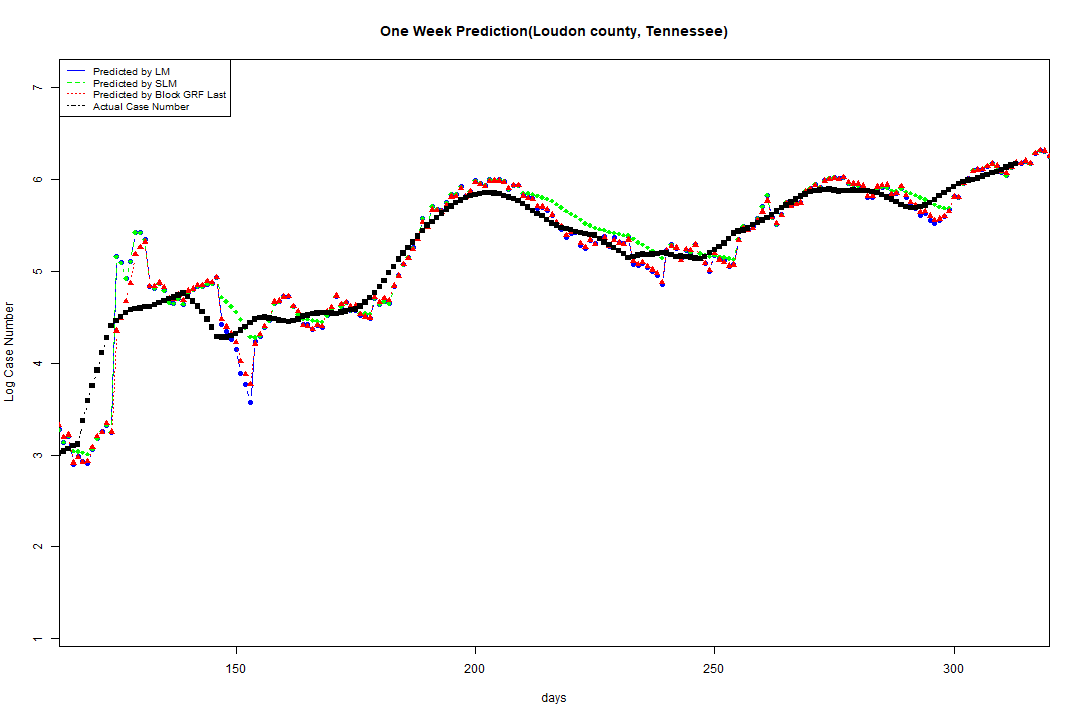 One Week Prediction(Loudon county, Tennessee)
Predicted by LM
Predicted by SLM
Predicted by Block GRF Last
Actual Case Number
7
6
5
4
3
2
1
Log Case Number
150 200 250 300
days